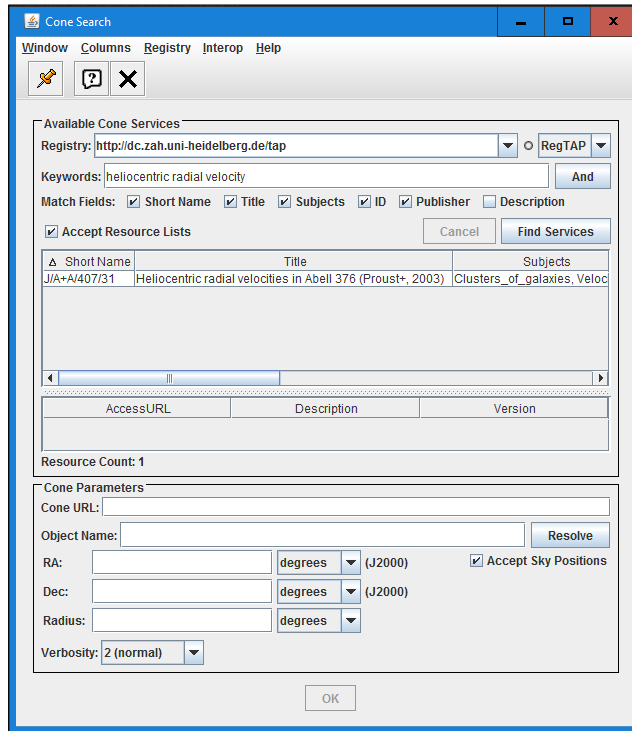 Cone Search
Window Columns Registry Interop Help
Available Cone Services
Registry: http://dc.zah.uni-heidelberg.de/tap RegTAP
Keywords: heliocentric radial velocity And
Match Fields: Short Name Title Subjects ID Publisher Description
Accept Resource Lists Cancel Find Services
Short Name Title Subjects
J/A+A/407/31 Heliocentric radial velocities in Abell 376 (Proust+, 2003) Clusters_of_galaxies, Veloc
AccessURL Description Version
Resource Count: 1
Cone Parameters
Cone URL:
Object Name: Resolve
RA: degrees (J2000) Accept Sky Positions
Dec: degrees (J2000)
Radius: degrees
Verbosity: 2 (normal)
OK